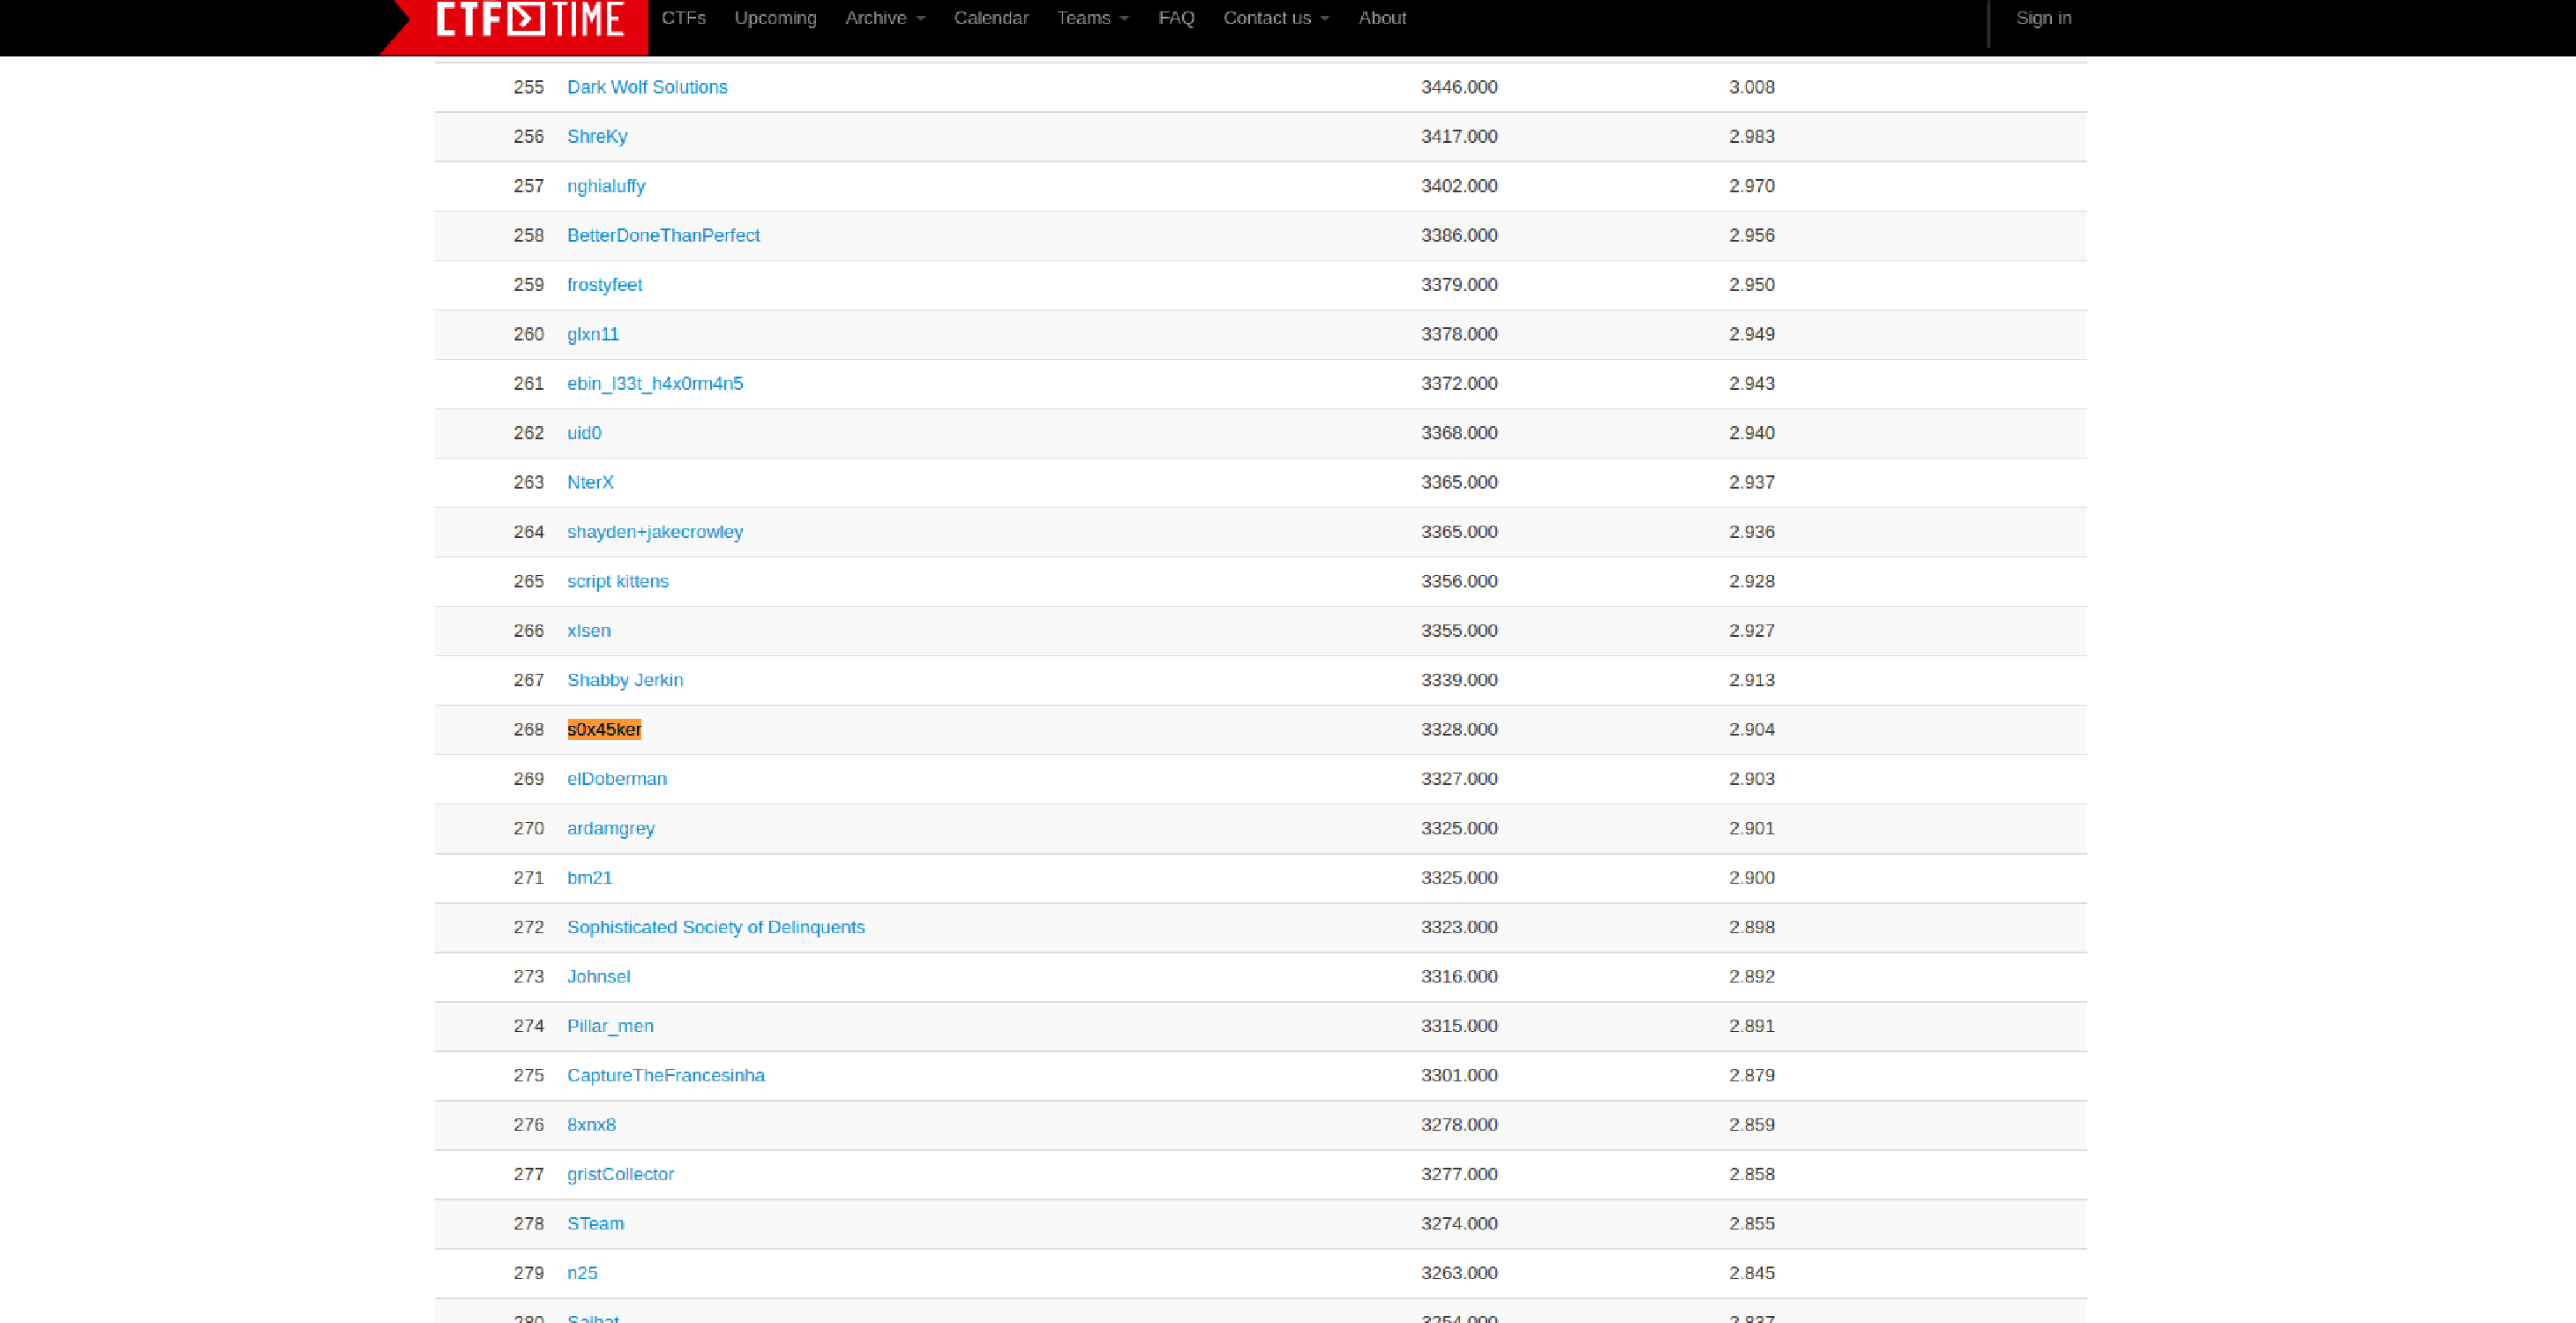 CTF TIME CTFs Upcoming Archive Calendar Teams FAQ Contact us About Sign in
255 Dark Wolf Solutions 3446.000 3.008
256 ShreKy 3417.000 2.983
257 nghialuffy 3402.000 2.970
258 BetterDoneThanPerfect 3386.000 2.956
259 frostyfeet 3379.000 2.950
260 glxn11 3378.000 2.949
261 ebin_l33t_h4x0rm4n5 3372.000 2.943
262 uid0 3368.000 2.940
263 NterX 3365.000 2.937
264 shayden+jakecrowley 3365.000 2.936
265 script kittens 3356.000 2.928
266 xlsen 3355.000 2.927
267 Shabby Jerkin 3339.000 2.913
268 s0x45ker 3328.000 2.904
269 elDoberman 3327.000 2.903
270 ardamgrey 3325.000 2.901
271 bm21 3325.000 2.900
272 Sophisticated Society of Delinquents 3323.000 2.898
273 Johnsel 3316.000 2.892
274 Pillar_men 3315.000 2.891
275 CaptureTheFrancesinha 3301.000 2.879
276 8xnx8 3278.000 2.859
277 gristCollector 3277.000 2.858
278 STeam 3274.000 2.855
279 n25 3263.000 2.845
280 3254.000 2.837